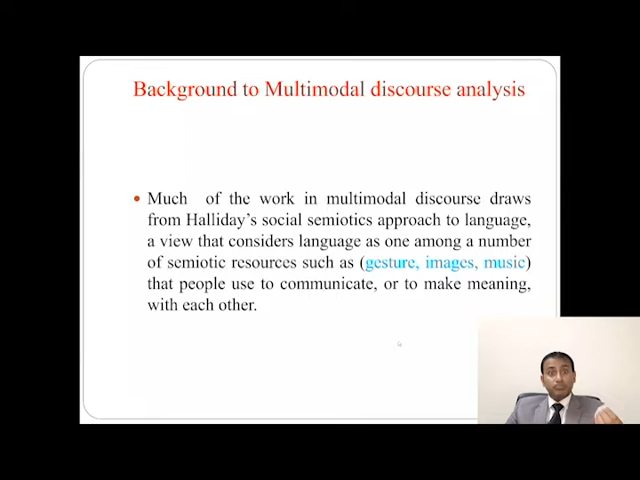 Background to Multimodal discourse analysis
• Much of the work in multimodal discourse draws
from Halliday's social semiotics approach to language,
a view that considers language as one among a number
of semiotic resources such as (gesture, images, music)
that people use to communicate, or to make meaning,
with each other.